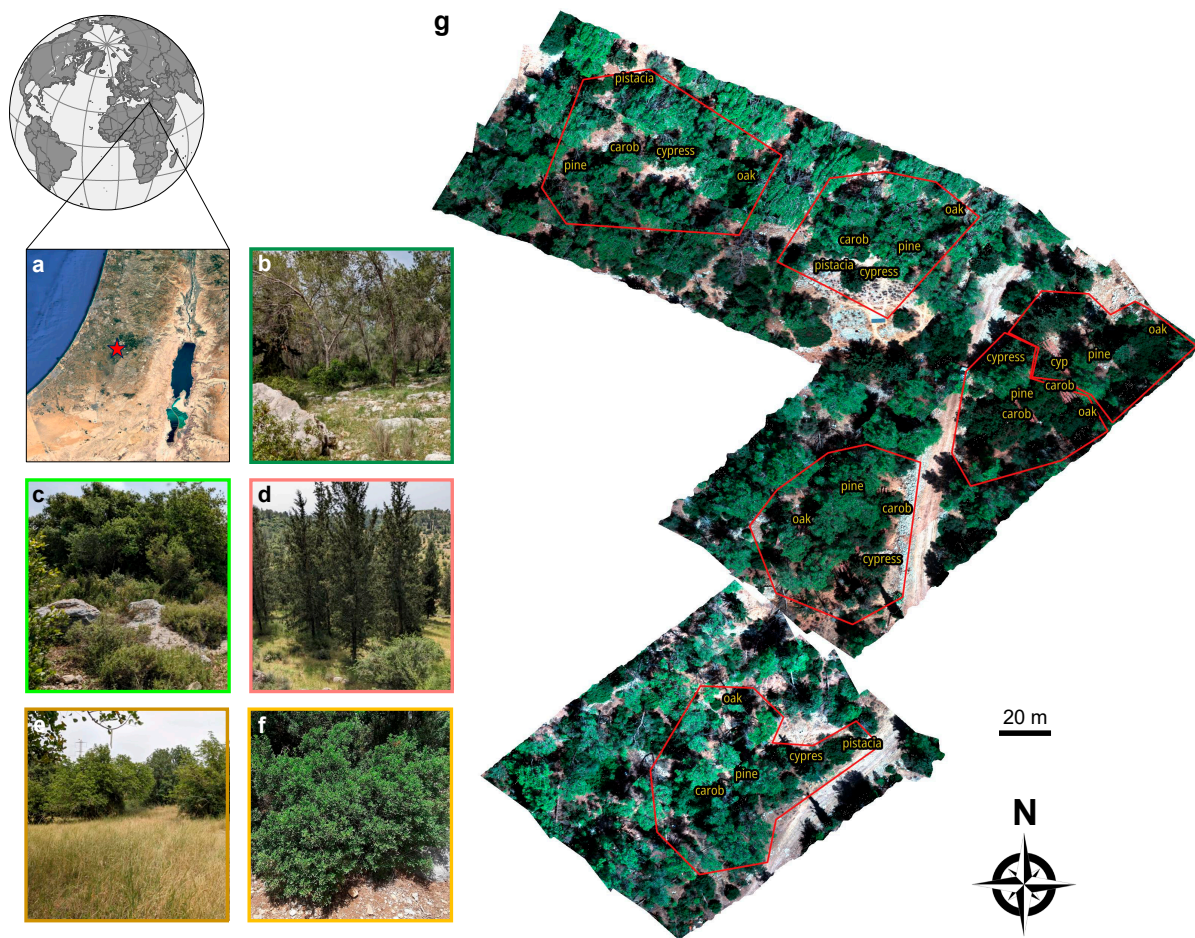 g
a
b
c
d
e
f
pistacia
carob
cypress
pine
oak
oak
carob
pine
pistacia
cypress
oak
cypress
cyp
pine
carob
pine
carob
oak
pine
oak
carob
cypress
oak
pistacia
cypres
pine
carob
20 m
N